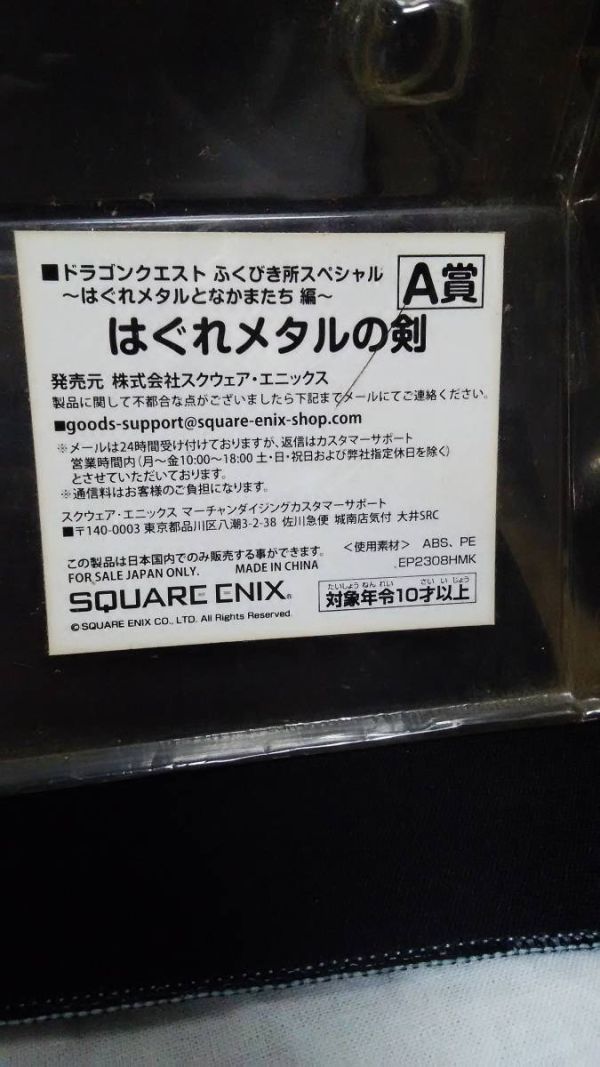 ■ドラゴンクエスト ふくびき所スペシャル
～はぐれメタルとなかまたち 編～
A賞
はぐれメタルの剣
発売元 株式会社スクウェア・エニックス
製品に関して不都合な点がございましたら下記までメールにてご連絡ください。
■goods-support@square-enix-shop.com
※メールは24時間受け付けておりますが、返信はカスタマーサポート
営業時間内(月～金10:00～18:00 土・日・祝日および弊社指定休日を除く)
とさせていただいております。
※通信料はお客様のご負担になります。
スクウェア・エニックス マーチャンダイジングカスタマーサポート
■〒140-0003 東京都品川区八潮3-2-38 佐川急便 城南店気付 大井SRC
この製品は日本国内でのみ販売する事ができます。 <使用素材> ABS、PE
FOR SALE JAPAN ONLY. MADE IN CHINA EP2308HMK
SQUARE ENIX®
たいしょう ねん れい さい い じょう
対象年令10才以上
© SQUARE ENIX CO., LTD. All Rights Reserved.